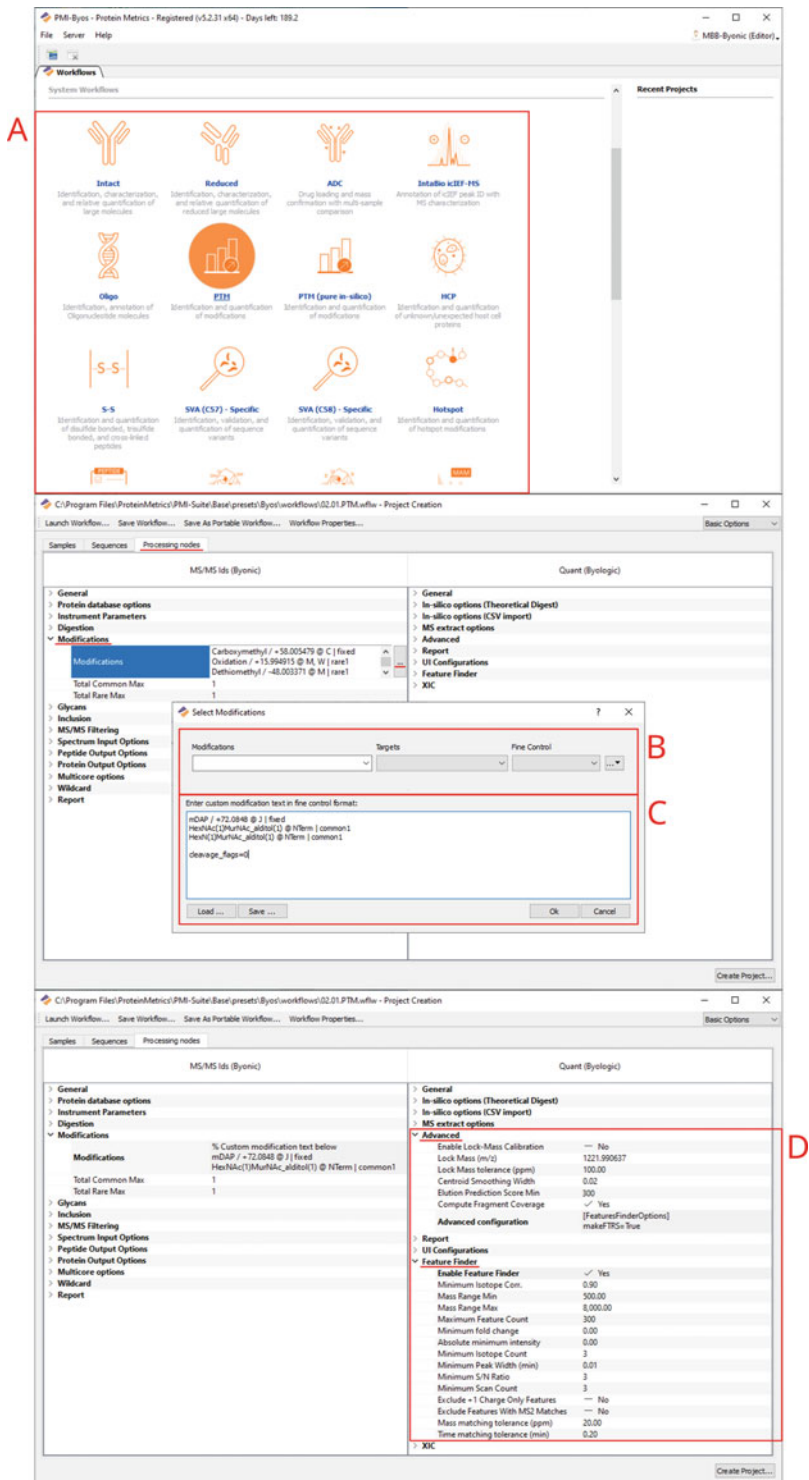 PMI-Byos - Protein Metrics - Registered (v5.2.31 x64) - Days left: 189.2
File Server Help
MBB-Byonic (Editor)
Workflows
System Workflows
Recent Projects
A
Intact
Identification, characterization, and relative quantification of large molecules
Reduced
Identification, characterization, and relative quantification of reduced large molecules
ADC
Drug loading and mass confirmation with multi-sample comparison
IntaBio icIEF-MS
Annotation of icIEF peak ID with MS characterization
Oligo
Identification, annotation of Oligonucleotide molecules
PTM
Identification and quantification of modifications
PTM (pure in-silico)
Identification and quantification of modifications
HCP
Identification and quantification of unknown/unexpected host cell proteins
-S-S-
S-S
Identification and quantification of disulfide bonded, trisulfide bonded, and cross-linked peptides
SVA (C57) - Specific
Identification, validation, and quantification of sequence variants
SVA (C58) - Specific
Identification, validation, and quantification of sequence variants
Hotspot
Identification and quantification of hotspot modifications
PEPTIDE
MAM
C:\Program Files\ProteinMetrics\PMI-Suite\Base\presets\Byos\workflows\02.01.PTM.wflw - Project Creation
Launch Workflow... Save Workflow... Save As Portable Workflow... Workflow Properties...
Basic Options
Samples Sequences Processing nodes
MS/MS Ids (Byonic)
Quant (Byologic)
General
Protein database options
Instrument Parameters
Digestion
Modifications
Modifications
Carboxymethyl / +58.005479 @ C | fixed
Oxidation / +15.994915 @ M, W | rare1
Dethiomethyl / -48.003371 @ M | rare1
...
Total Common Max 1
Total Rare Max 1
Glycans
Inclusion
MS/MS Filtering
Spectrum Input Options
Peptide Output Options
Protein Output Options
Multicore options
Wildcard
Report
General
In-silico options (Theoretical Digest)
In-silico options (CSV import)
MS extract options
Advanced
Report
UI Configurations
Feature Finder
XIC
Select Modifications
? X
Modifications Targets Fine Control
...
B
Enter custom modification text in fine control format:
C
mDAP / +72.0848 @ J | fixed
HexNAc(1)MurNAc_alditol(1) @ NTerm | common1
HexN(1)MurNAc_alditol(1) @ NTerm | common1
cleavage_flags=0
Load ... Save ... Ok Cancel
Create Project...
C:\Program Files\ProteinMetrics\PMI-Suite\Base\presets\Byos\workflows\02.01.PTM.wflw - Project Creation
Launch Workflow... Save Workflow... Save As Portable Workflow... Workflow Properties...
Basic Options
Samples Sequences Processing nodes
MS/MS Ids (Byonic)
Quant (Byologic)
General
Protein database options
Instrument Parameters
Digestion
Modifications
Modifications
% Custom modification text below
mDAP / +72.0848 @ J | fixed
HexNAc(1)MurNAc_alditol(1) @ NTerm | common1
Total Common Max 1
Total Rare Max 1
Glycans
Inclusion
MS/MS Filtering
Spectrum Input Options
Peptide Output Options
Protein Output Options
Multicore options
Wildcard
Report
General
In-silico options (Theoretical Digest)
In-silico options (CSV import)
MS extract options
D
Advanced
Enable Lock-Mass Calibration No
Lock Mass (m/z) 1221.990637
Lock Mass tolerance (ppm) 100.00
Centroid Smoothing Width 0.02
Elution Prediction Score Min 300
Compute Fragment Coverage Yes
Advanced configuration
[FeaturesFinderOptions]
makeFTRS=True
Report
UI Configurations
Feature Finder
Enable Feature Finder Yes
Minimum Isotope Corr. 0.90
Mass Range Min 500.00
Mass Range Max 8,000.00
Maximum Feature Count 300
Minimum fold change 0.00
Absolute minimum intensity 0.00
Minimum Isotope Count 3
Minimum Peak Width (min) 0.01
Minimum S/N Ratio 3
Minimum Scan Count 3
Exclude +1 Charge Only Features No
Exclude Features With MS2 Matches No
Mass matching tolerance (ppm) 20.00
Time matching tolerance (min) 0.20
XIC
Create Project...